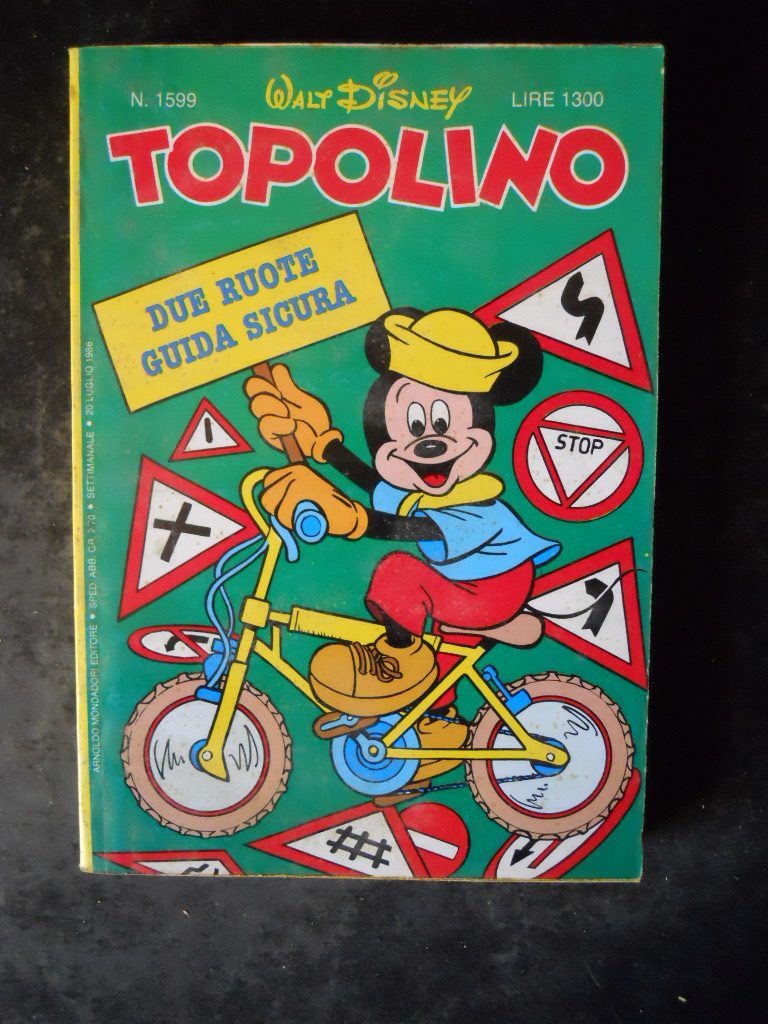 N. 1599
WALT DISNEY
LIRE 1300
TOPOLINO
DUE RUOTE
GUIDA SICURA
STOP
ARNOLDO MONDADORI EDITORE • SPED. ABB. CR. 2/70 • SETTIMANALE • 20 LUGLIO 1986